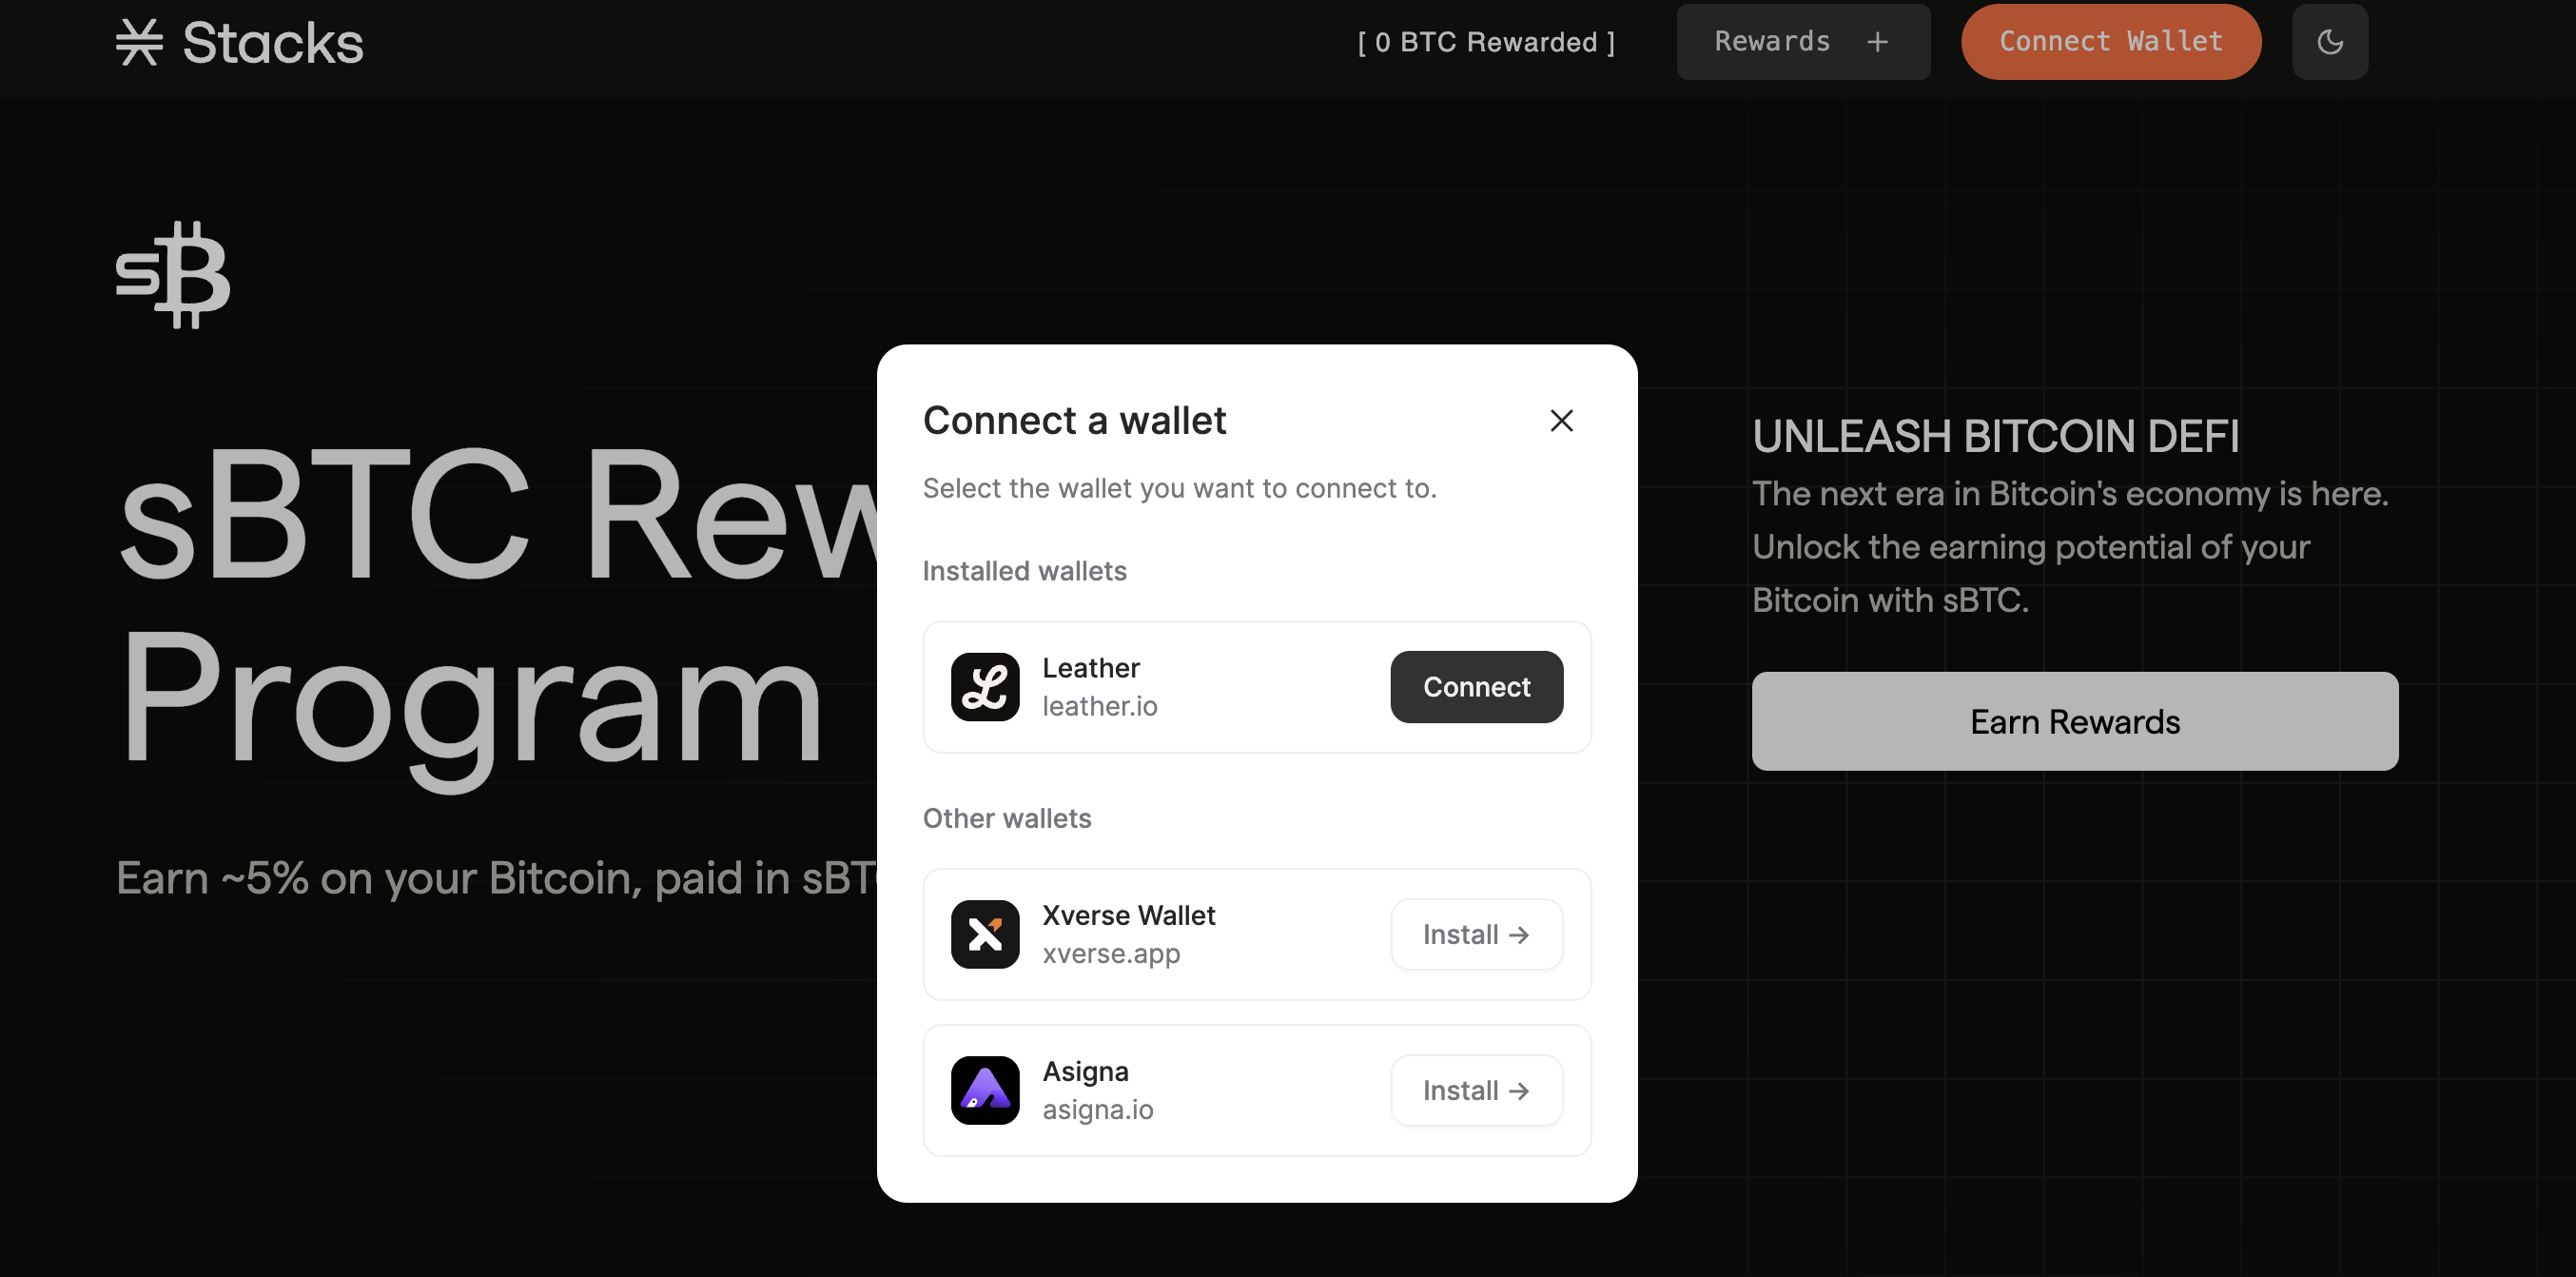 Stacks
[ 0 BTC Rewarded ]
Rewards +
Connect Wallet
sB
sBTC Rew
Program
Earn ~5% on your Bitcoin, paid in sBT
Connect a wallet
Select the wallet you want to connect to.
Installed wallets
Leather
leather.io
Connect
Other wallets
Xverse Wallet
xverse.app
Install →
Asigna
asigna.io
Install →
UNLEASH BITCOIN DEFI
The next era in Bitcoin's economy is here.
Unlock the earning potential of your
Bitcoin with sBTC.
Earn Rewards